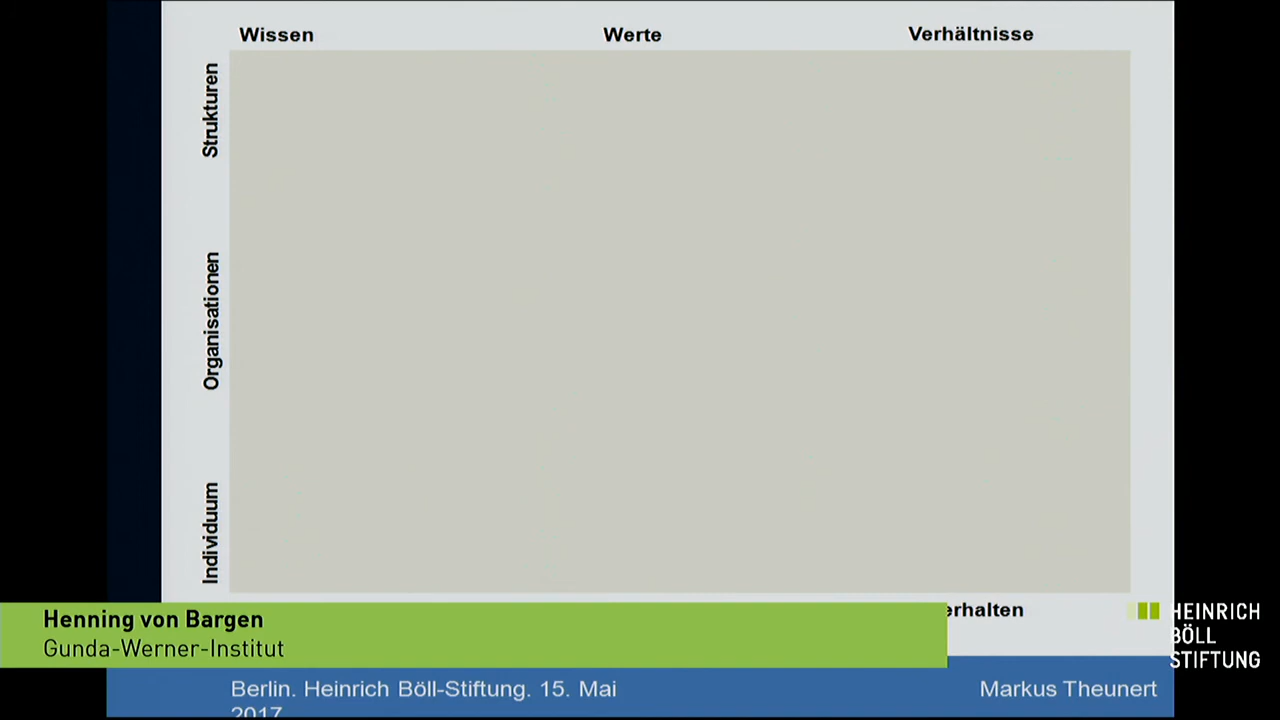 Wissen Werte Verhältnisse
Strukturen
Organisationen
Individuum
erhalten
Henning von Bargen
Gunda-Werner-Institut
HEINRICH
BÖLL
STIFTUNG
Berlin. Heinrich Böll-Stiftung. 15. Mai
2017
Markus Theunert